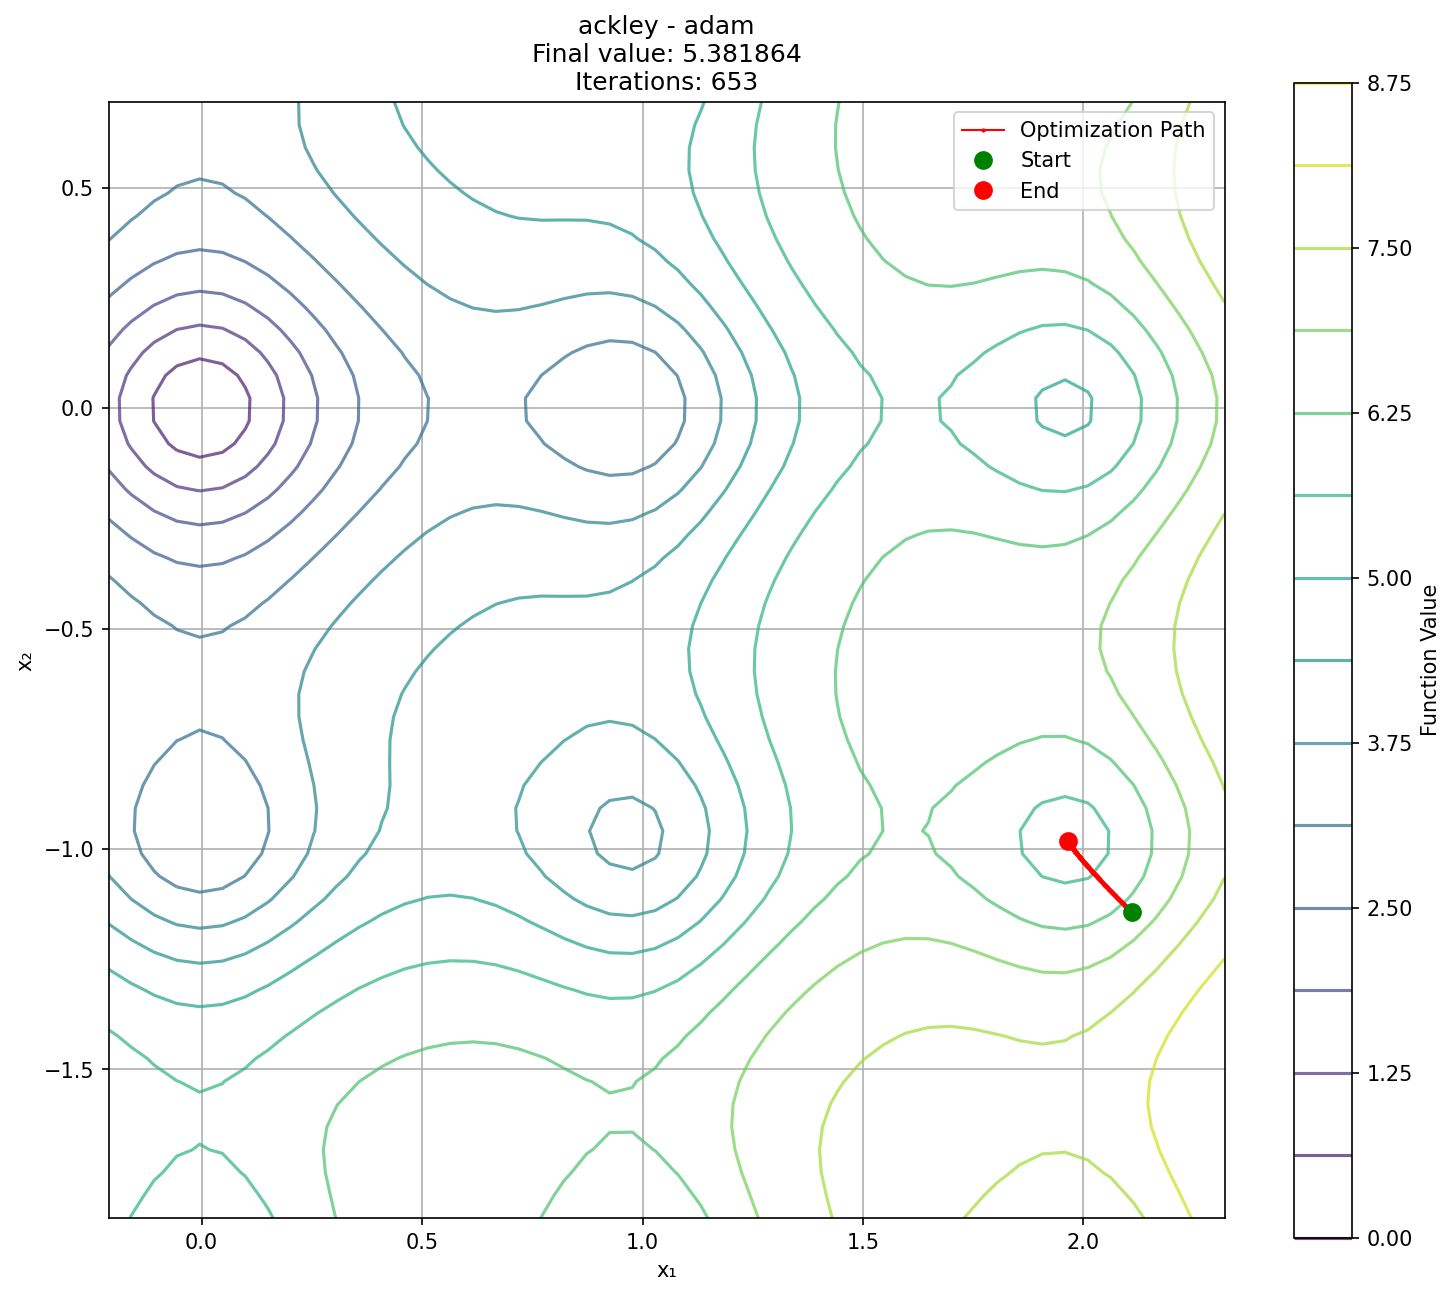 ackley - adam
Final value: 5.381864
Iterations: 653
Optimization Path
Start
End
0.5
0.0
−0.5
−1.0
−1.5
x₂
0.0
0.5
1.0
1.5
2.0
x₁
8.75
7.50
6.25
5.00
3.75
2.50
1.25
0.00
Function Value